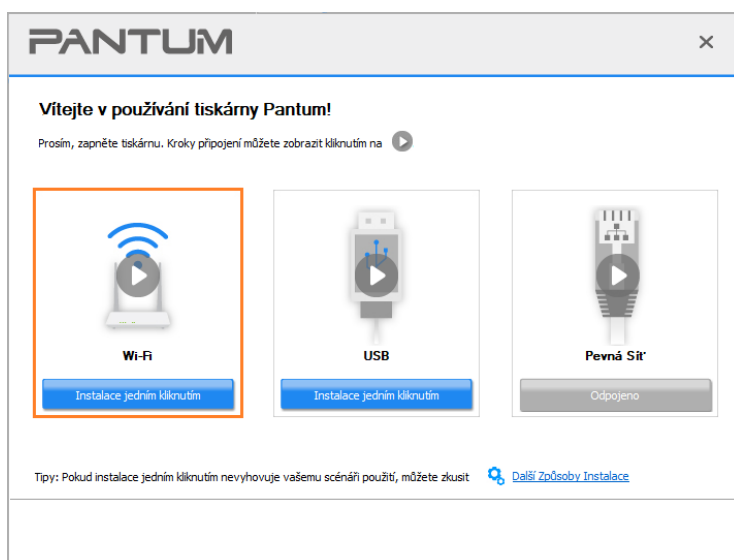 PANTUM
Vítejte v používání tiskárny Pantum!
Prosím, zapněte tiskárnu. Kroky připojení můžete zobrazit kliknutím na
Wi-Fi
USB
Pevná Síť
Instalace jedním kliknutím
Instalace jedním kliknutím
Odpojeno
Tipy: Pokud instalace jedním kliknutím nevyhovuje vašemu scénáři použití, můžete zkusit
Další Způsoby Instalace